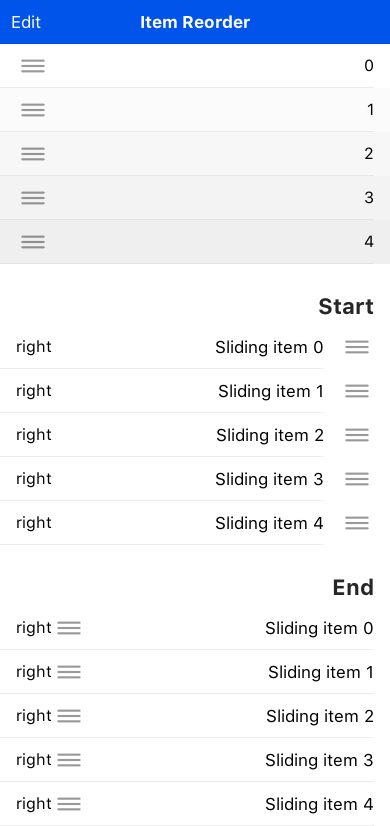 Edit Item Reorder
0
1
2
3
4
Start
right Sliding item 0
right Sliding item 1
right Sliding item 2
right Sliding item 3
right Sliding item 4
End
right Sliding item 0
right Sliding item 1
right Sliding item 2
right Sliding item 3
right Sliding item 4